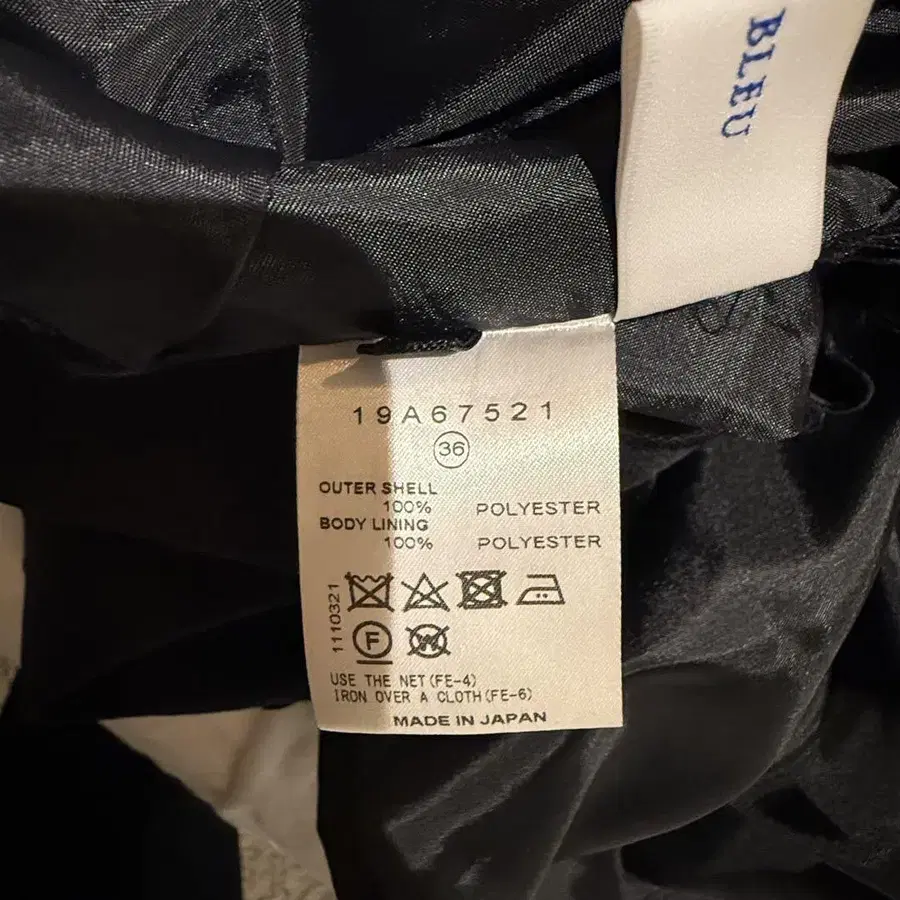 BLEU
19A67521
36
OUTER SHELL
100% POLYESTER
BODY LINING
100% POLYESTER
1110321
F
W
USE THE NET(FE-4)
IRON OVER A CLOTH(FE-6)
MADE IN JAPAN